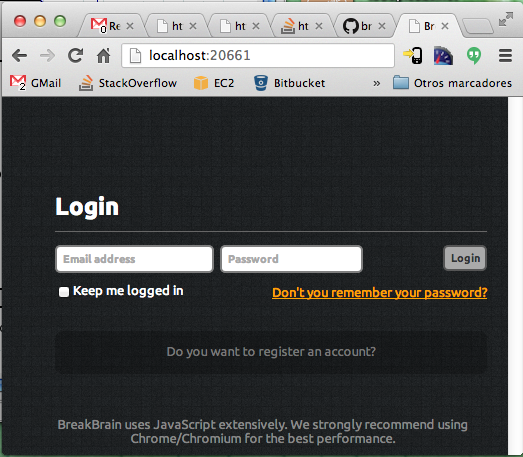 Re
ht
ht
ht
br
Br
0
localhost:20661
GMail
2
StackOverflow
EC2
Bitbucket
»
Otros marcadores
Login
Email address
Password
Login
Keep me logged in
Don't you remember your password?
Do you want to register an account?
BreakBrain uses JavaScript extensively. We strongly recommend using
Chrome/Chromium for the best performance.